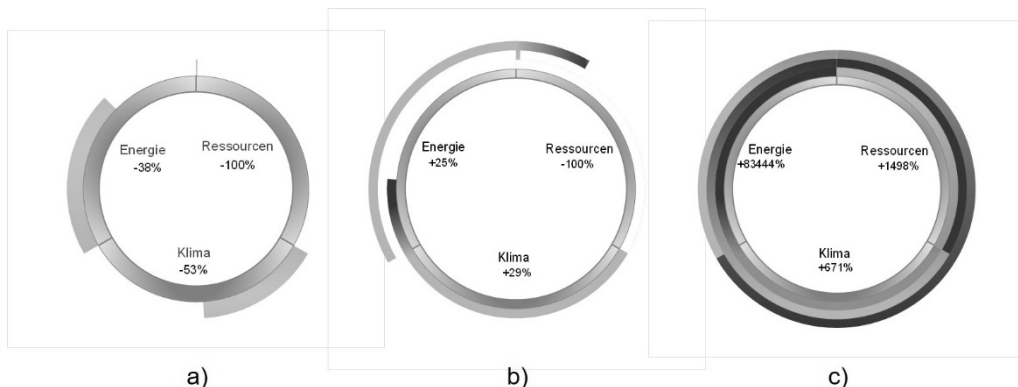 Energie
-38%
Ressourcen
-100%
Klima
-53%
a)
Energie
+25%
Ressourcen
-100%
Klima
+29%
b)
Energie
+83444%
Ressourcen
+1498%
Klima
+671%
c)